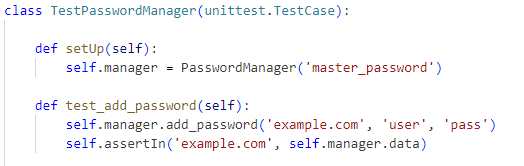 class TestPasswordManager(unittest.TestCase):
def setUp(self):
self.manager = PasswordManager('master_password')
def test_add_password(self):
self.manager.add_password('example.com', 'user', 'pass')
self.assertIn('example.com', self.manager.data)